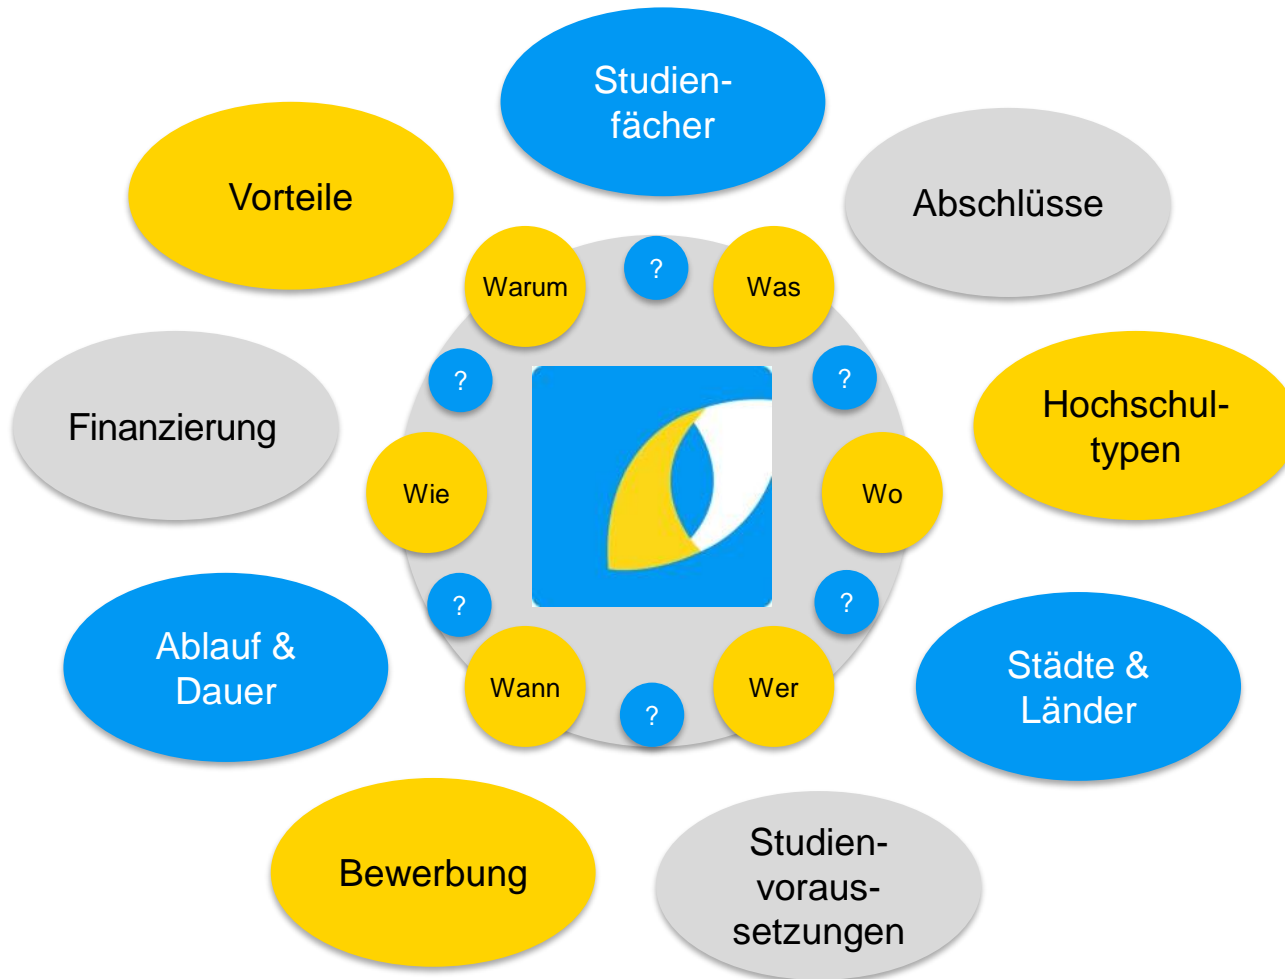 Studien-
fächer
Vorteile
Abschlüsse
Warum
?
Was
?
?
Finanzierung
Hochschul-
typen
Wie
Wo
?
?
Ablauf &
Dauer
Städte &
Länder
Wann
?
Wer
Bewerbung
Studien-
voraus-
setzungen